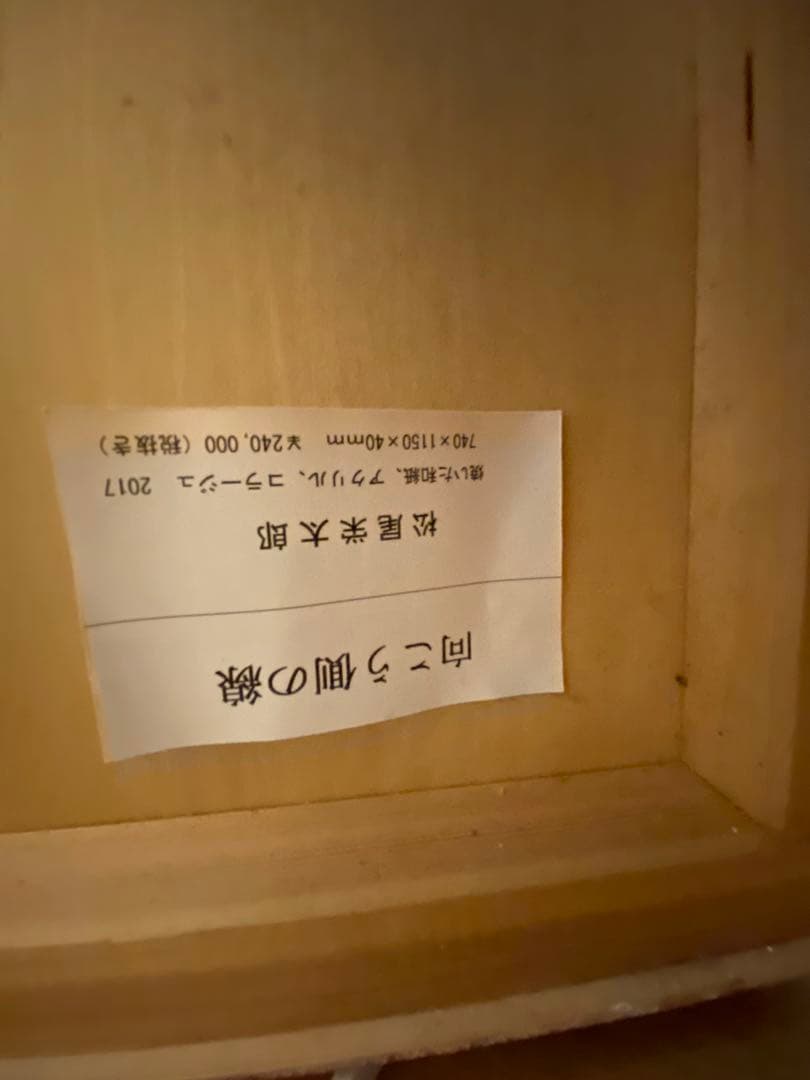 向こう側の線
松尾栄太郎
焼いた和紙、アクリル、コラージュ　2017
740×1150×40mm　¥240,000（税抜き）